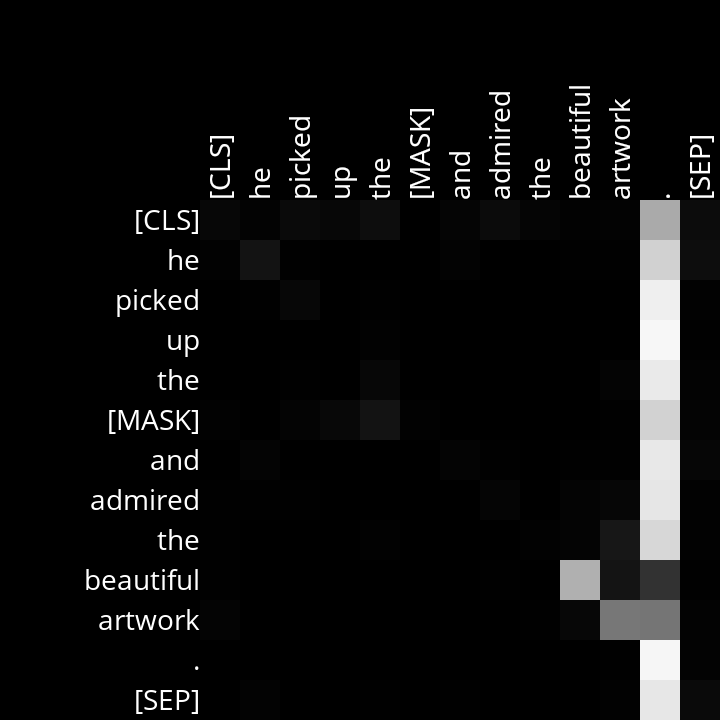 [CLS] he picked up the [MASK] and admired the beautiful artwork . [SEP]
[CLS]
he
picked
up
the
[MASK]
and
admired
the
beautiful
artwork
.
[SEP]